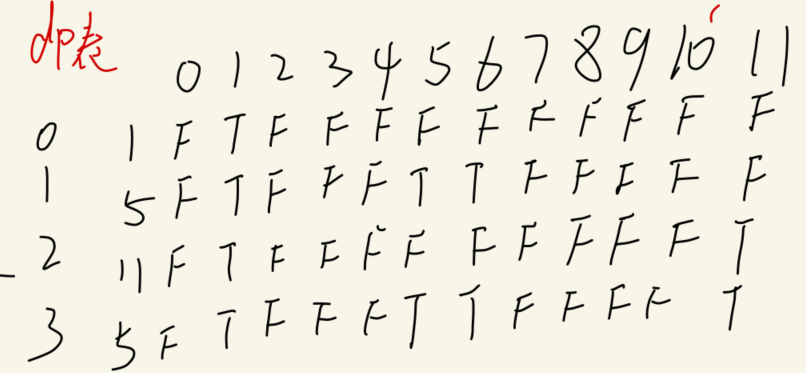 dp表
0 1 2 3 4 5 6 7 8 9 10 11
0 1 F T F F F F F F F F F F
1 5 F T F F F T T F F F F F
2 11 F T F F F F F F F F F T
3 5 F T F F F T T F F F F T